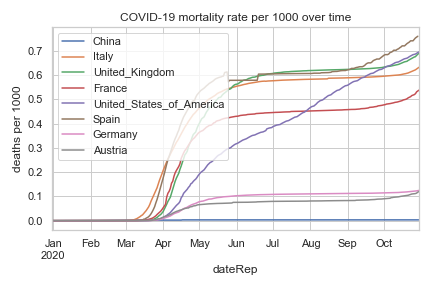 COVID-19 mortality rate per 1000 over time
deaths per 1000
0.7
0.6
0.5
0.4
0.3
0.2
0.1
0.0
China
Italy
United_Kingdom
France
United_States_of_America
Spain
Germany
Austria
Jan Feb Mar Apr May Jun Jul Aug Sep Oct
2020
dateRep